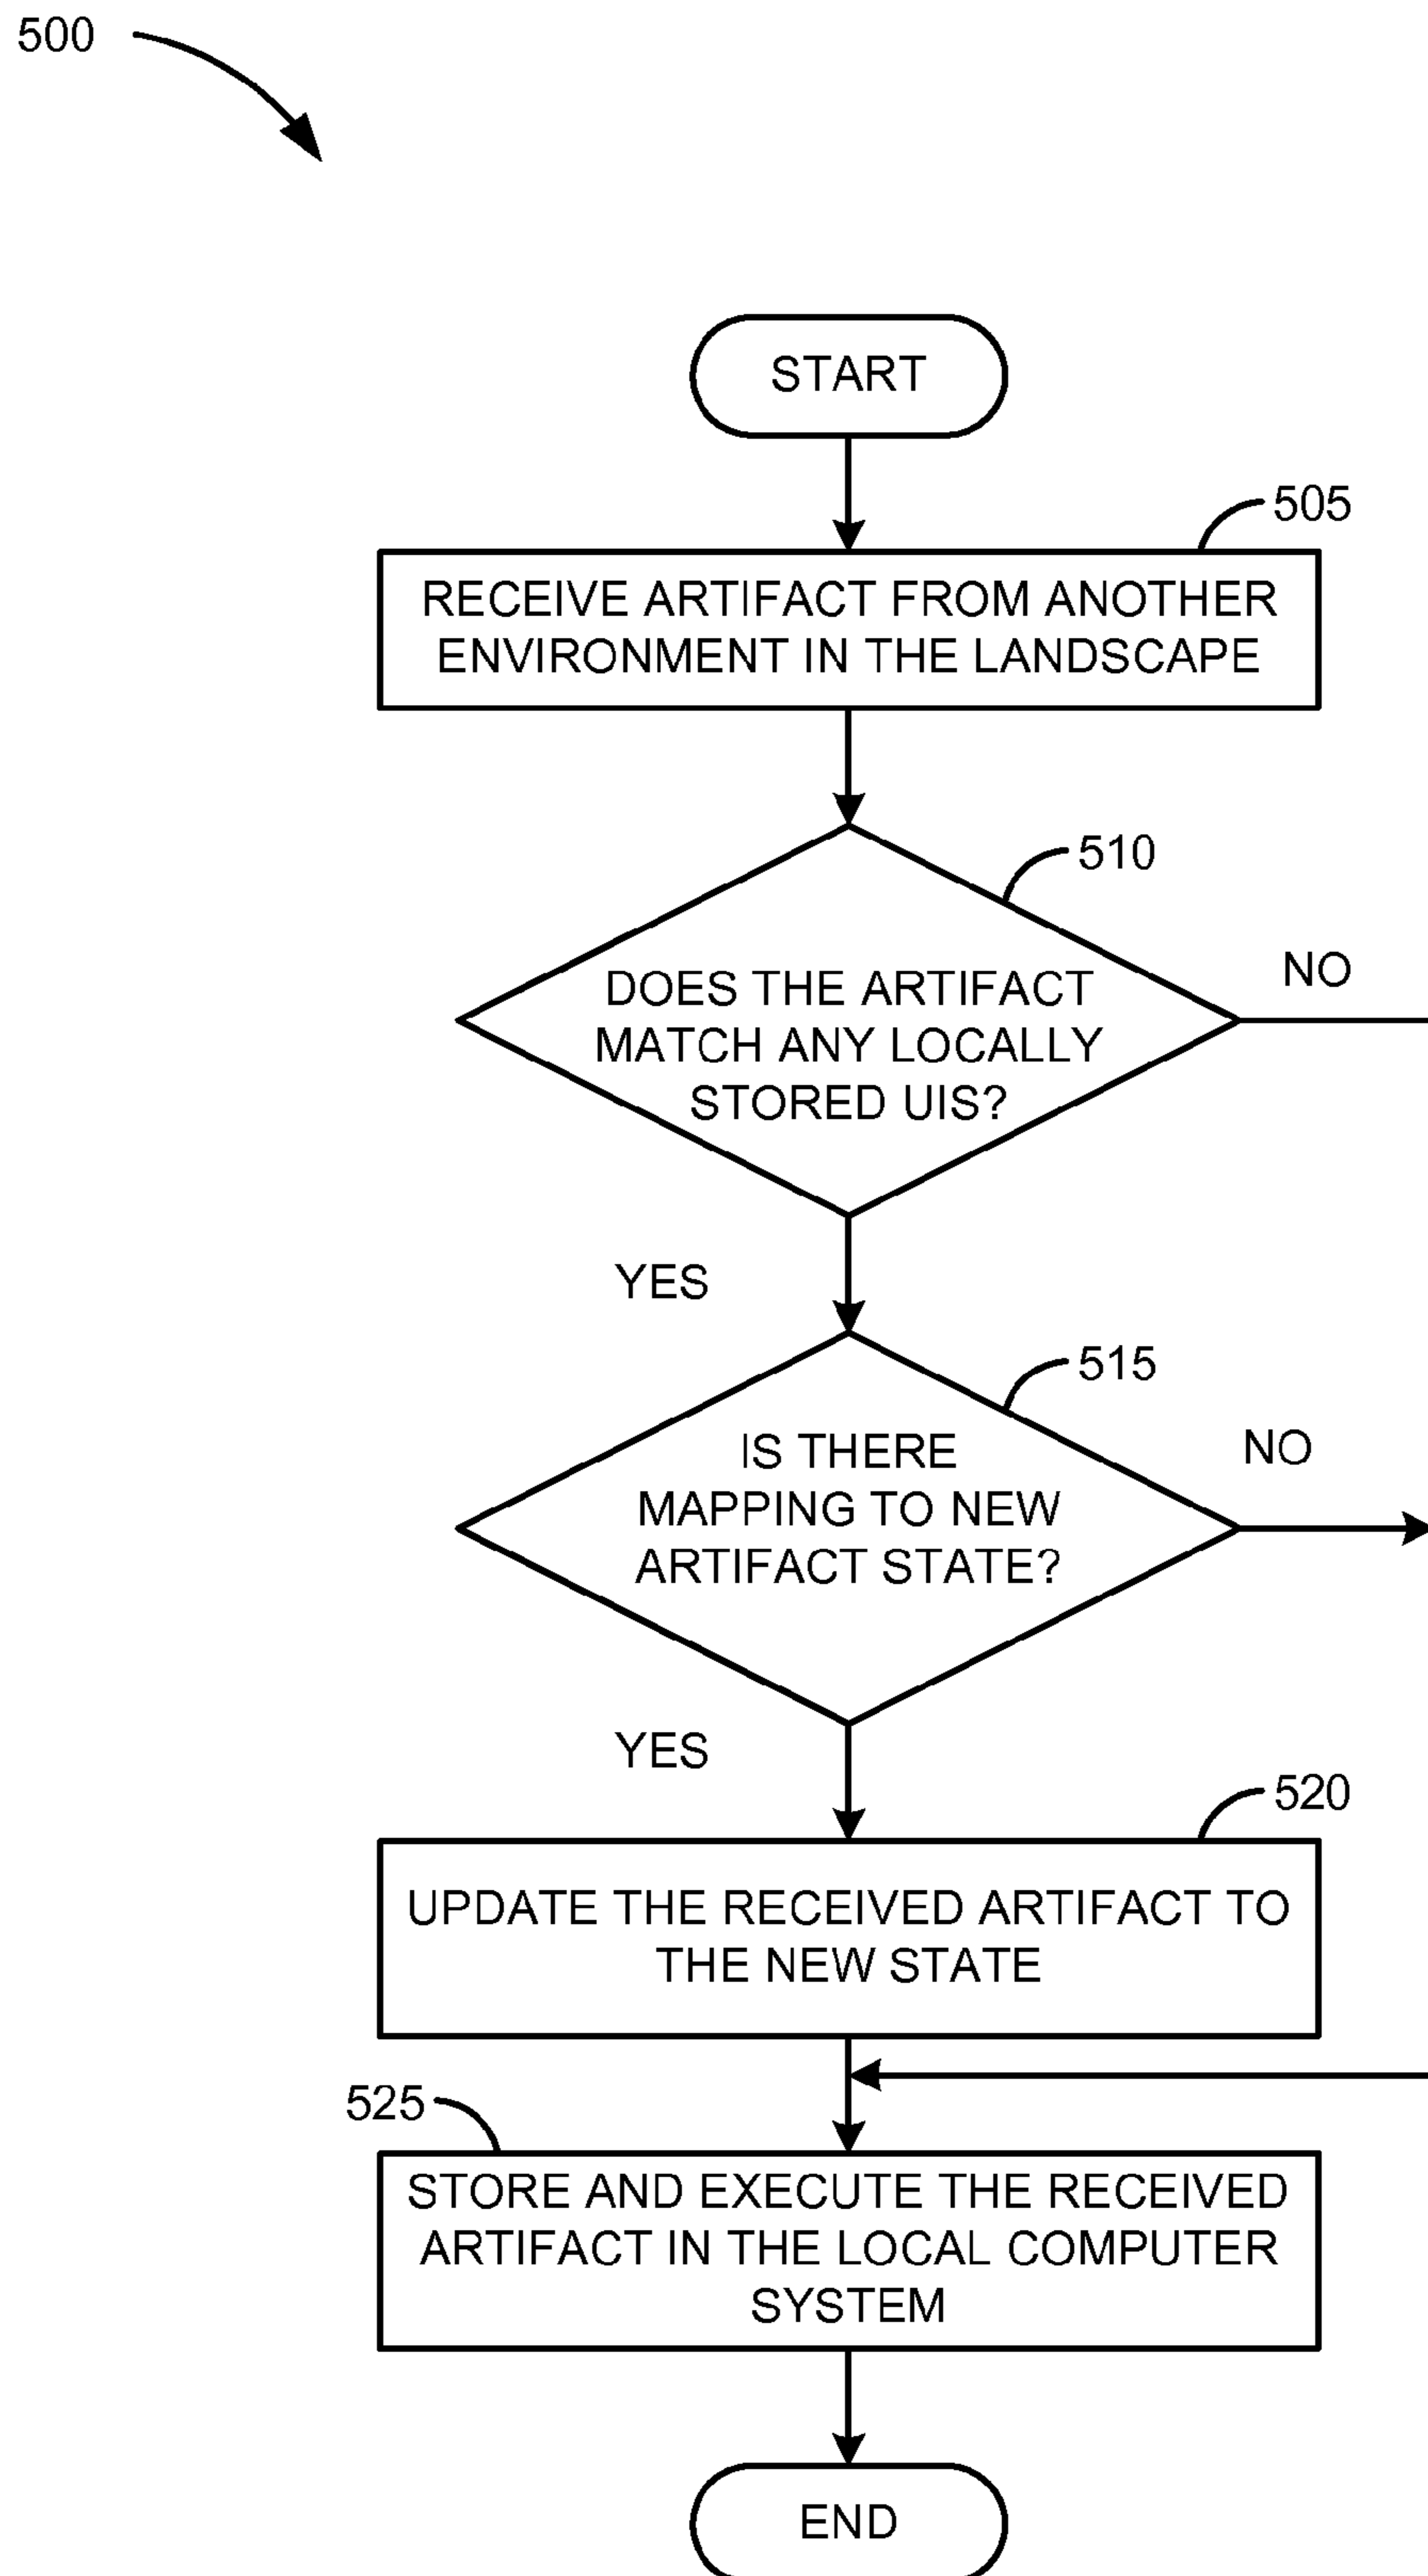 500
START
505
RECEIVE ARTIFACT FROM ANOTHER
ENVIRONMENT IN THE LANDSCAPE
510
DOES THE ARTIFACT
MATCH ANY LOCALLY
STORED UIS?
NO
YES
515
IS THERE
MAPPING TO NEW
ARTIFACT STATE?
NO
YES
520
UPDATE THE RECEIVED ARTIFACT TO
THE NEW STATE
525
STORE AND EXECUTE THE RECEIVED
ARTIFACT IN THE LOCAL COMPUTER
SYSTEM
END